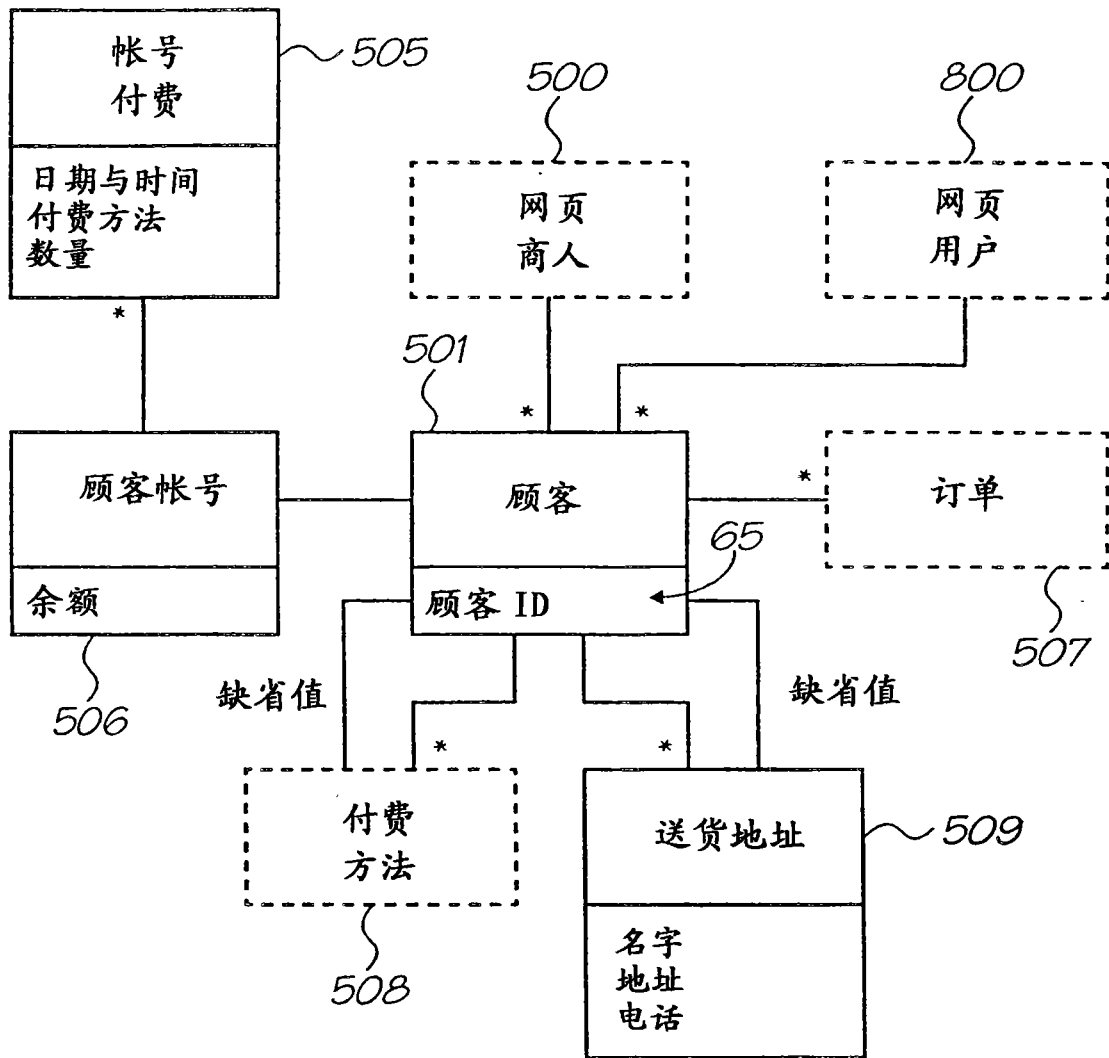 帐号
付费
505
日期与时间
付费方法
数量
*
500
网页
商人
800
网页
用户
501
*
*
顾客帐号
余额
506
顾客
顾客 ID
65
*
订单
507
缺省值
*
付费
方法
508
缺省值
*
送货地址
509
名字
地址
电话